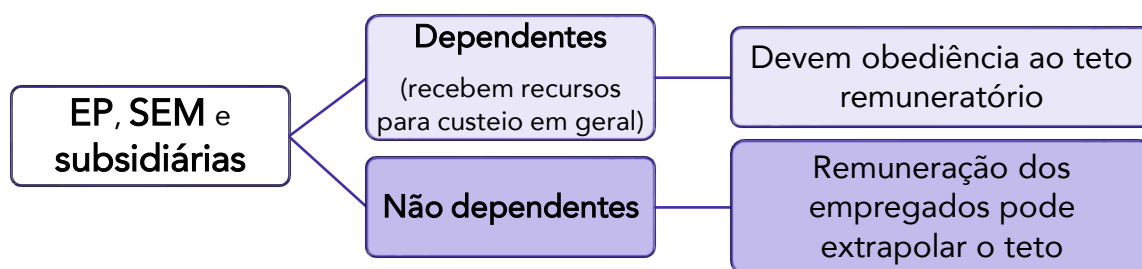 EP, SEM e
subsidiárias
Dependentes
(recebem recursos
para custeio em geral)
Devem obediência ao teto
remuneratório
Não dependentes
Remuneração dos
empregados pode
extrapolar o teto